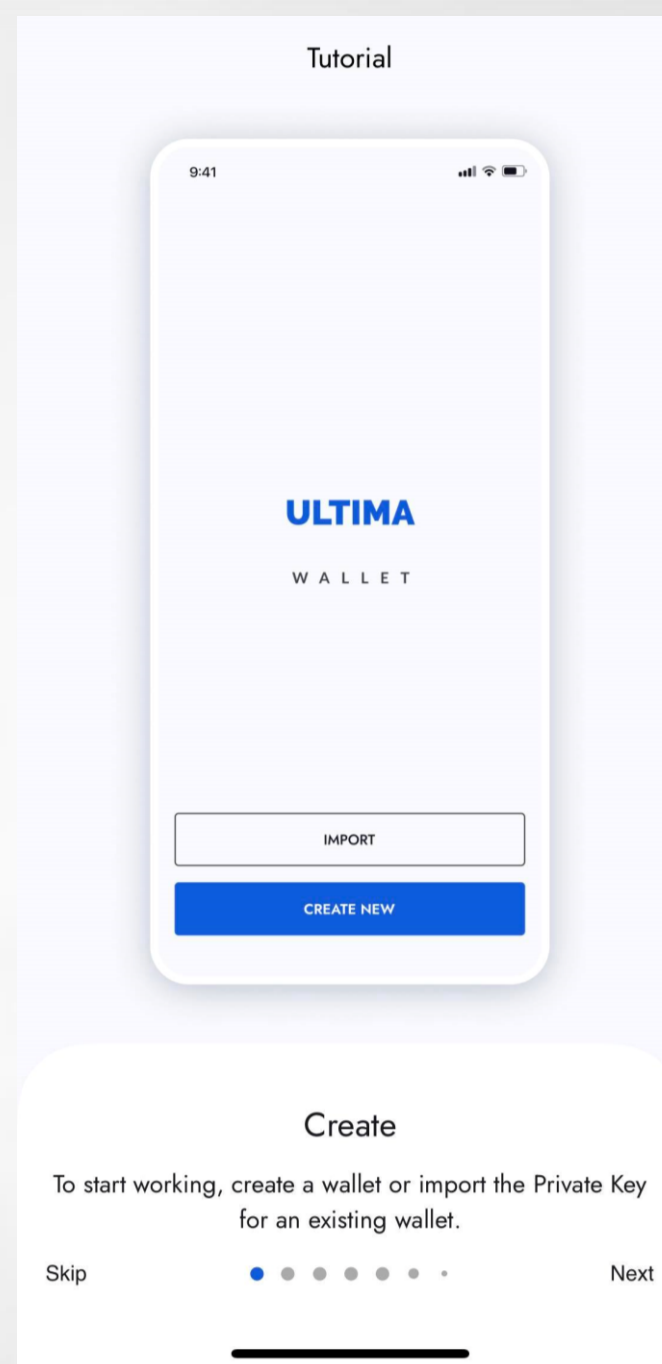 Tutorial
9:41
ULTIMA
WALLET
IMPORT
CREATE NEW
Create
To start working, create a wallet or import the Private Key
for an existing wallet.
Skip
Next